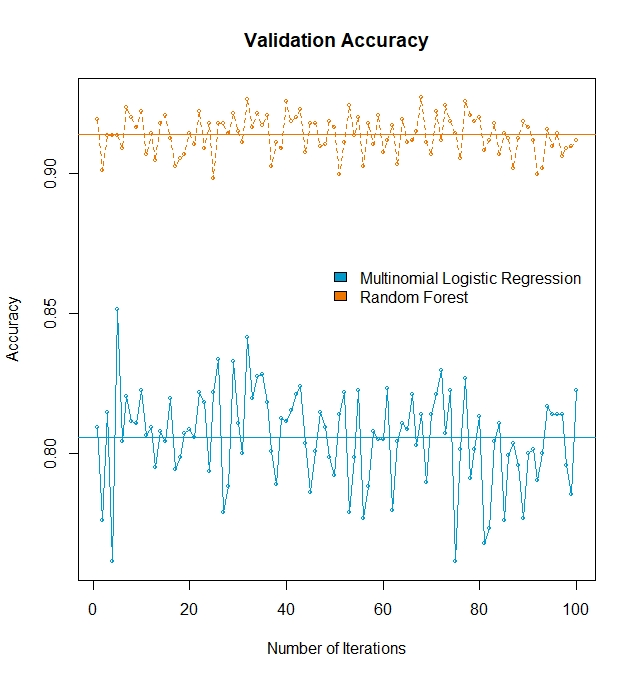 Validation Accuracy
0.90
0.85
0.80
Accuracy
Multinomial Logistic Regression
Random Forest
0 20 40 60 80 100
Number of Iterations